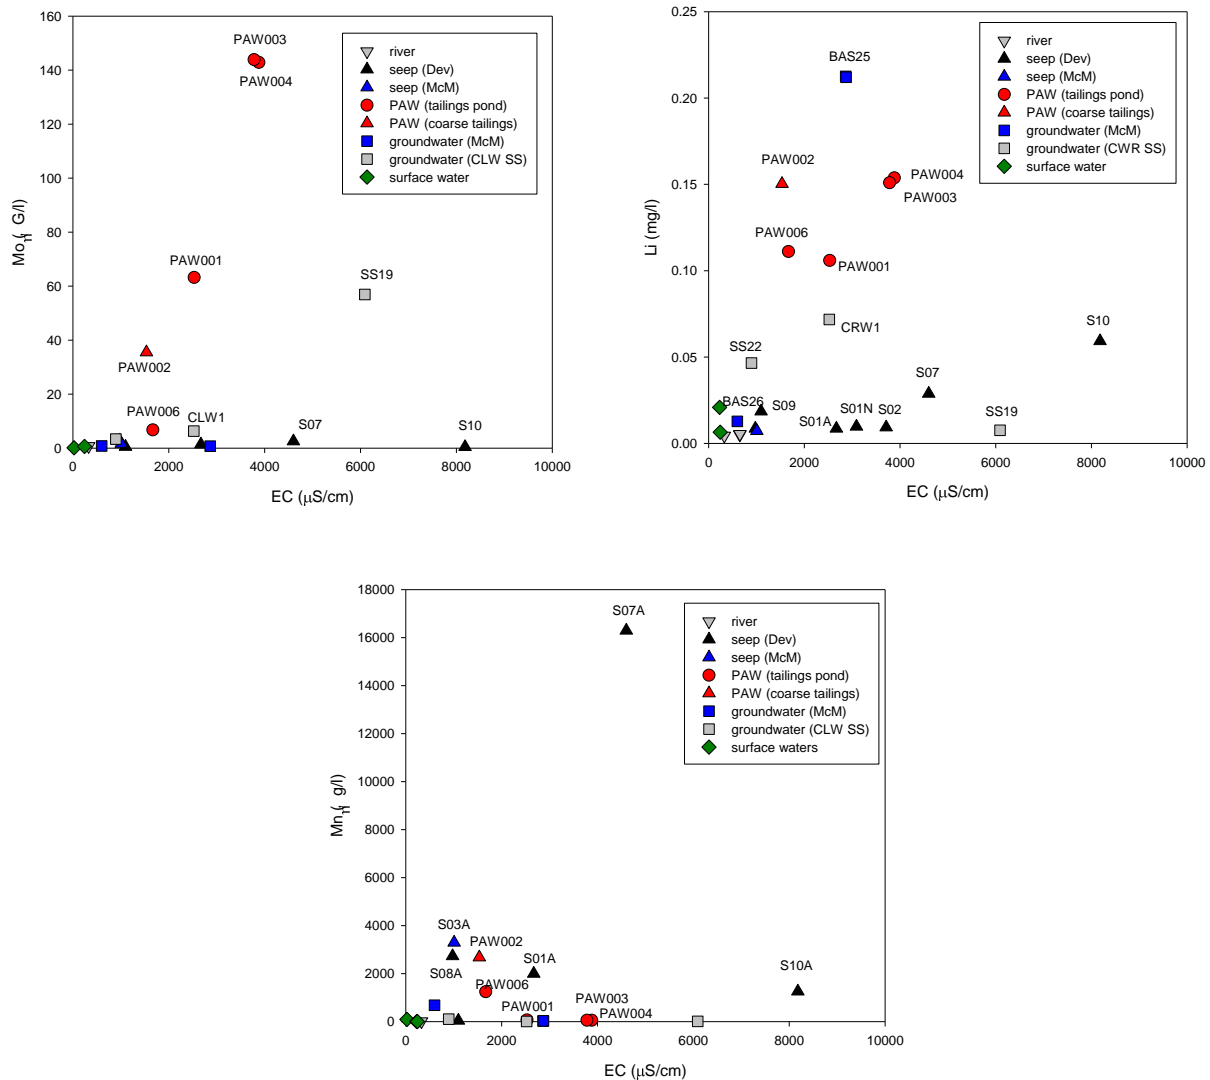 160
140
120
100
80
60
40
20
0
Mo ( G/l)
PAW003
PAW004
PAW001
SS19
PAW002
PAW006
CLW1
S07
S10
river
seep (Dev)
seep (McM)
PAW (tailings pond)
PAW (coarse tailings)
groundwater (McM)
groundwater (CLW SS)
surface water
0 2000 4000 6000 8000 10000
EC (μS/cm)
0.25
0.20
0.15
0.10
0.05
0.00
Li (mg/l)
BAS25
PAW002
PAW004
PAW003
PAW006
PAW001
CRW1
SS22
S10
S07
BAS26
S09
S01A
S01N
S02
SS19
river
seep (Dev)
seep (McM)
PAW (tailings pond)
PAW (coarse tailings)
groundwater (McM)
groundwater (CWR SS)
surface water
0 2000 4000 6000 8000 10000
EC (μS/cm)
18000
16000
14000
12000
10000
8000
6000
4000
2000
0
Mn ( g/l)
S07A
S03A
PAW002
S08A
S01A
PAW006
PAW001
PAW003
PAW004
S10A
river
seep (Dev)
seep (McM)
PAW (tailings pond)
PAW (coarse tailings)
groundwater (McM)
groundwater (CLW SS)
surface waters
0 2000 4000 6000 8000 10000
EC (μS/cm)